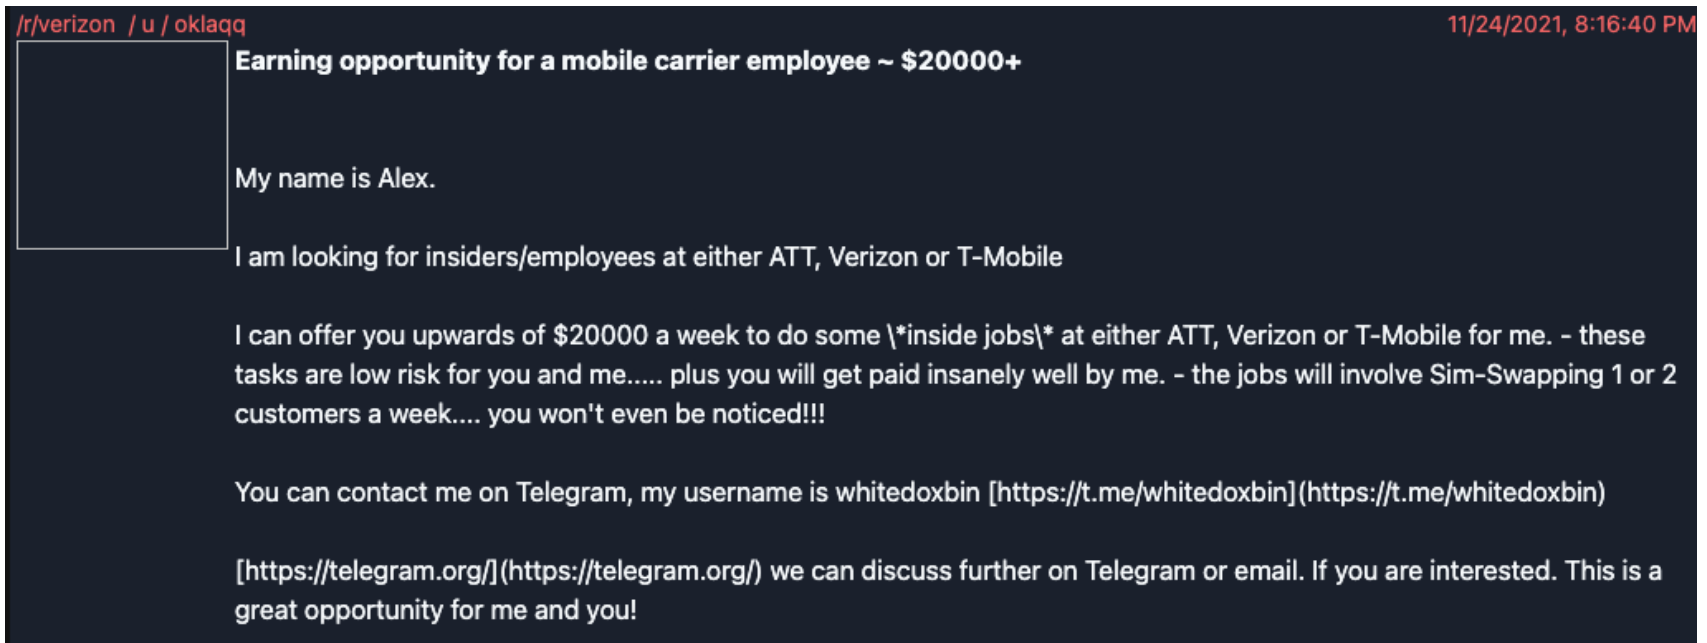 /r/verizon / u / oklaqq
11/24/2021, 8:16:40 PM
Earning opportunity for a mobile carrier employee ~ $20000+
My name is Alex.
I am looking for insiders/employees at either ATT, Verizon or T-Mobile
I can offer you upwards of $20000 a week to do some \*inside jobs\* at either ATT, Verizon or T-Mobile for me. - these
tasks are low risk for you and me..... plus you will get paid insanely well by me. - the jobs will involve Sim-Swapping 1 or 2
customers a week.... you won't even be noticed!!!
You can contact me on Telegram, my username is whitedoxbin [https://t.me/whitedoxbin](https://t.me/whitedoxbin)
[https://telegram.org/](https://telegram.org/) we can discuss further on Telegram or email. If you are interested. This is a
great opportunity for me and you!